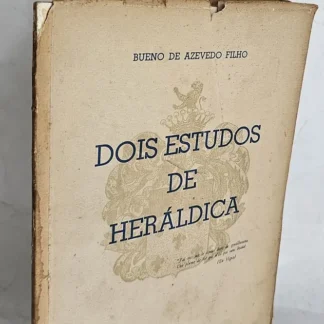 BUENO DE AZEVEDO FILHO
DOIS ESTUDOS
DE
HERÁLDICA